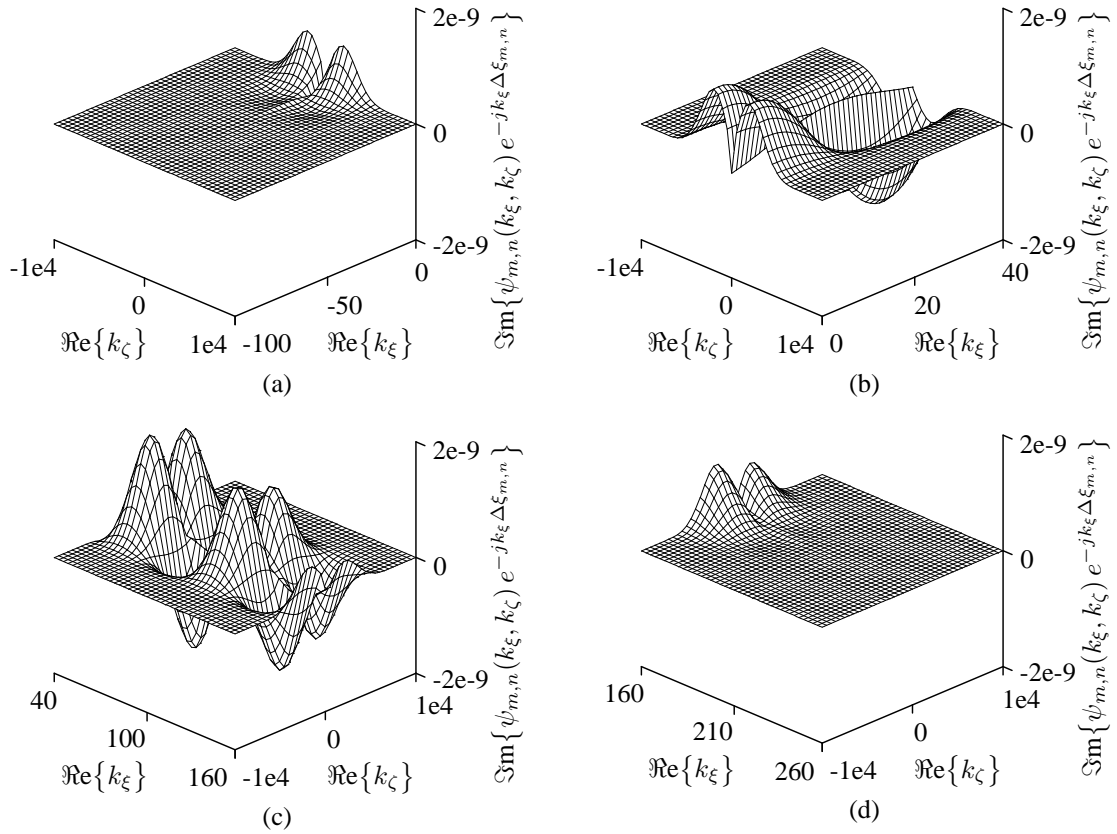 2e-9
0
-2e-9
ℑm{ψ_{m,n}(k_ξ, k_ζ) e^{-jk_ξΔξ_{m,n}}}
-1e4
0
1e4
ℜe{k_ζ}
-100
-50
0
ℜe{k_ξ}
(a)
2e-9
0
-2e-9
ℑm{ψ_{m,n}(k_ξ, k_ζ) e^{-jk_ξΔξ_{m,n}}}
-1e4
0
1e4
ℜe{k_ζ}
0
20
40
ℜe{k_ξ}
(b)
2e-9
0
-2e-9
ℑm{ψ_{m,n}(k_ξ, k_ζ) e^{-jk_ξΔξ_{m,n}}}
40
100
160
ℜe{k_ξ}
-1e4
0
1e4
ℜe{k_ζ}
(c)
2e-9
0
-2e-9
ℑm{ψ_{m,n}(k_ξ, k_ζ) e^{-jk_ξΔξ_{m,n}}}
160
210
260
ℜe{k_ξ}
-1e4
0
1e4
ℜe{k_ζ}
(d)